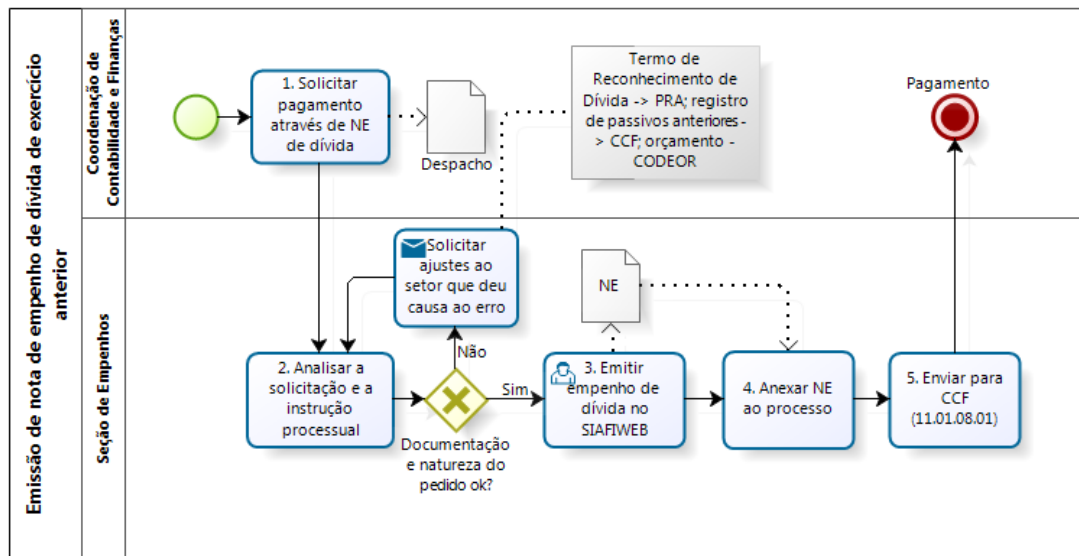 Emissão de nota de empenho de dívida de exercício
anterior
Coordenação de
Contabilidade e Finanças
1. Solicitar
pagamento
através de NE
de dívida
Despacho
Termo de
Reconhecimento de
Dívida -> PRA; registro
de passivos anteriores -
> CCF; orçamento -
CODEOR
Pagamento
Seção de Empenhos
Solicitar
ajustes ao
setor que deu
causa ao erro
NE
Não
2. Analisar a
solicitação e a
instrução
processual
Sim
Documentação
e natureza do
pedido ok?
3. Emitir
empenho de
dívida no
SIAFIWEB
4. Anexar NE
ao processo
5. Enviar para
CCF
(11.01.08.01)